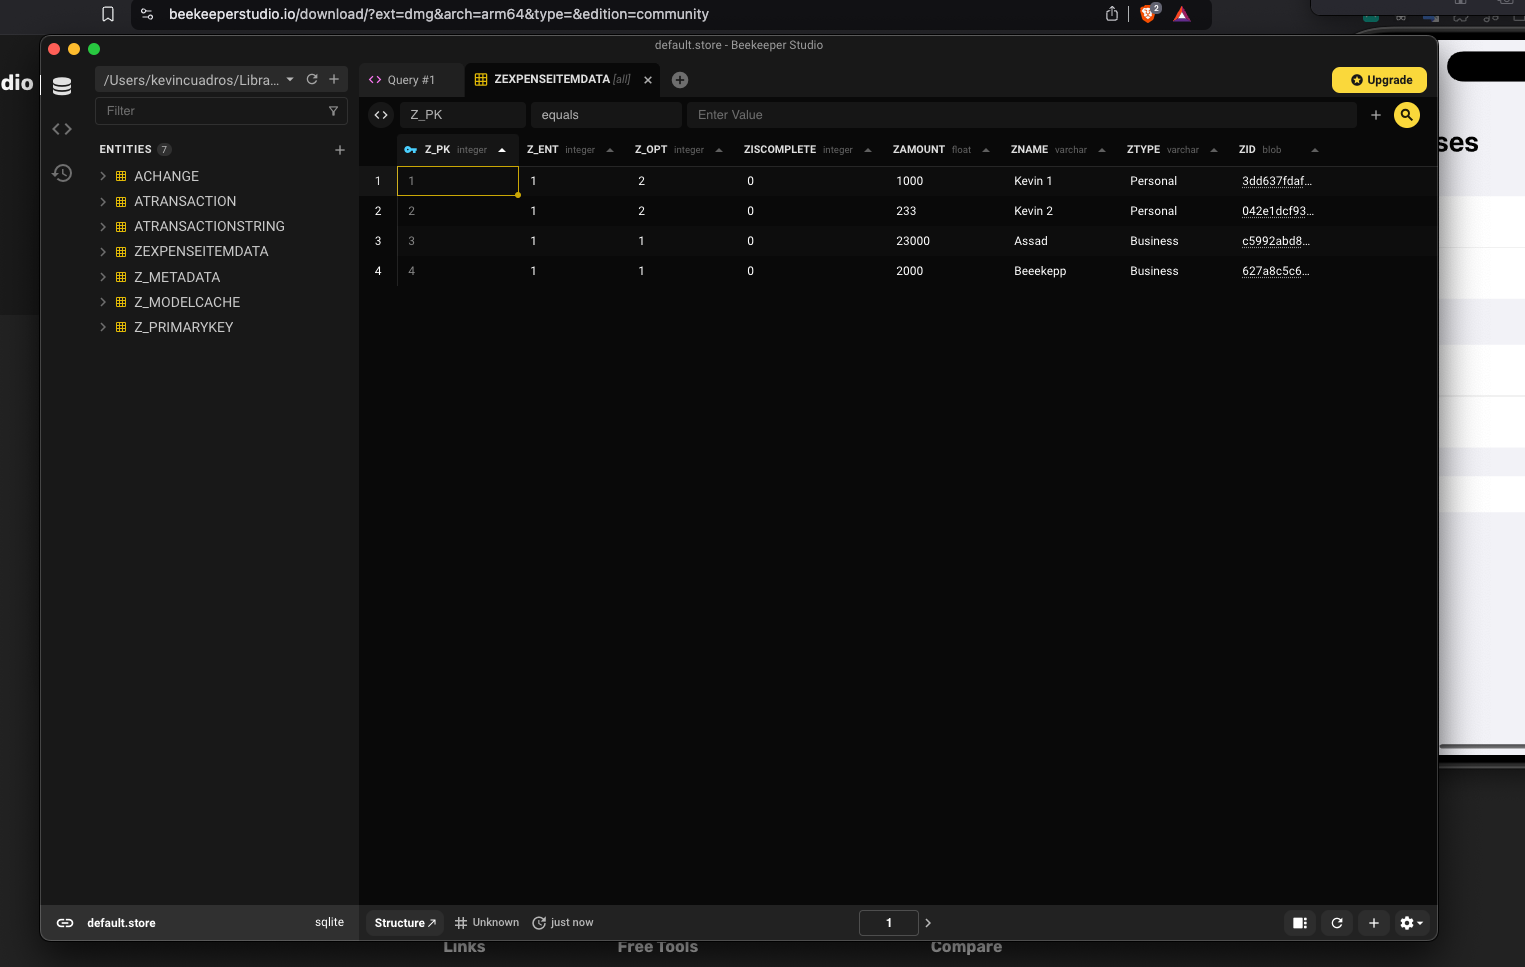 beekeeperstudio.io/download/?ext=dmg&arch=arm64&type=&edition=community
2
default.store - Beekeeper Studio
dio
/Users/kevincuadros/Libra...
Query #1
ZEXPENSEITEMDATA [all]
Upgrade
Filter
Z_PK
equals
Enter Value
ses
ENTITIES 7
Z_PK integer Z_ENT integer Z_OPT integer ZISCOMPLETE integer ZAMOUNT float ZNAME varchar ZTYPE varchar ZID blob
1 1 1 2 0 1000 Kevin 1 Personal 3dd637fdaf...
2 2 1 2 0 233 Kevin 2 Personal 042e1dcf93...
3 3 1 1 0 23000 Assad Business c5992abd8...
4 4 1 1 0 2000 Beeekepp Business 627a8c5c6...
ACHANGE
ATRANSACTION
ATRANSACTIONSTRING
ZEXPENSEITEMDATA
Z_METADATA
Z_MODELCACHE
Z_PRIMARYKEY
default.store
sqlite
Structure
Unknown
just now
1
Links
Free Tools
Compare